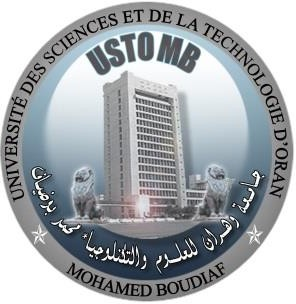 UNIVERSITÉ DES SCIENCES ET DE LA TECHNOLOGIE D'ORAN
USTO MB
جامعة وهران للعلوم والتكنولوجيا محمد بوضياف
MOHAMED BOUDIAF